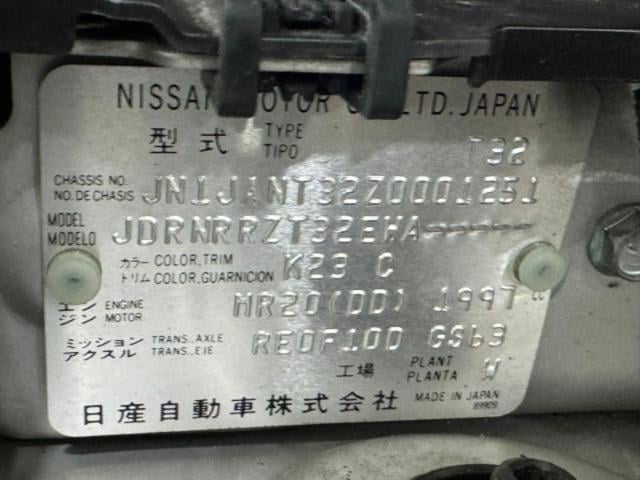 NISSAN MOTOR CO., LTD. JAPAN
型式 TYPE TIPO T32
CHASSIS NO. NO. DE CHASIS JN1JANT32Z0001251
MODEL MODELO JDRNRRZT32EWA-----
カラー COLOR, TRIM トリム COLOR, GUARNICION K23 C
エンジン ENGINE MOTOR MR20(DD) 1997 cc
ミッション TRANS., AXLE アクスル TRANS., EJE RE0F10D GS63
工場 PLANT PLANTA W
日産自動車株式会社 MADE IN JAPAN
89909